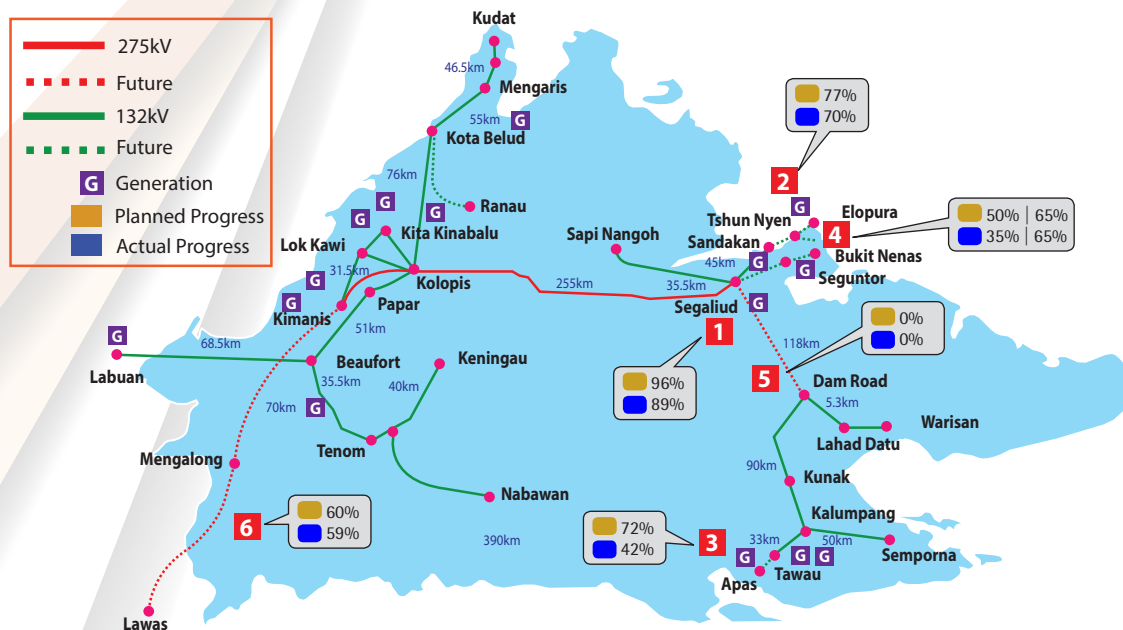 275kV
Future
132kV
Future
G Generation
Planned Progress
Actual Progress
Kudat
46.5km
Mengaris
55km
G
Kota Belud
76km
G
Ranau
G
G
Kita Kinabalu
Lok Kawi
31.5km
G
G
Kimanis
Kolopis
Papar
51km
255km
Sapi Nangoh
35.5km
45km
Segaliud
G
1
96%
89%
77%
70%
2
G
Tshun Nyen
Elopura
Sandakan
G
4
50% | 65%
35% | 65%
Bukit Nenas
G
Seguntor
118km
5
0%
0%
Dam Road
5.3km
Lahad Datu
Warisan
90km
Kunak
Kalumpang
50km
Semporna
33km
G
G
G
Tawau
Apas
3
72%
42%
G
Labuan
68.5km
Beaufort
35.5km
70km
G
40km
Keningau
Tenom
Nabawan
390km
Mengalong
6
60%
59%
Lawas